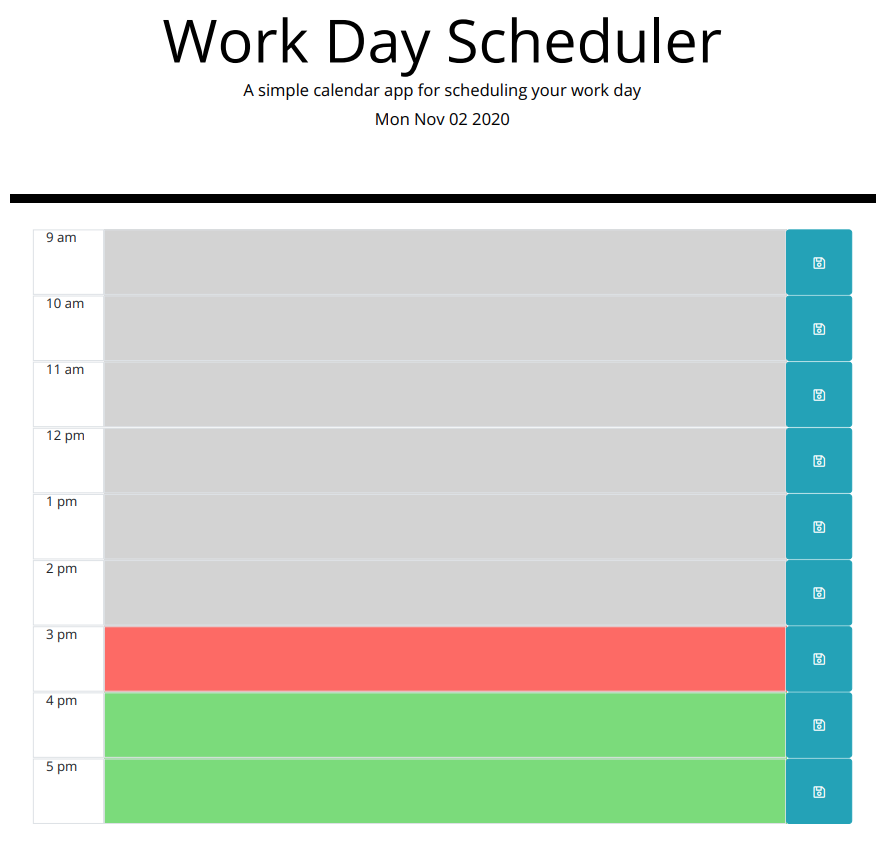 Work Day Scheduler
A simple calendar app for scheduling your work day
Mon Nov 02 2020
9 am
10 am
11 am
12 pm
1 pm
2 pm
3 pm
4 pm
5 pm